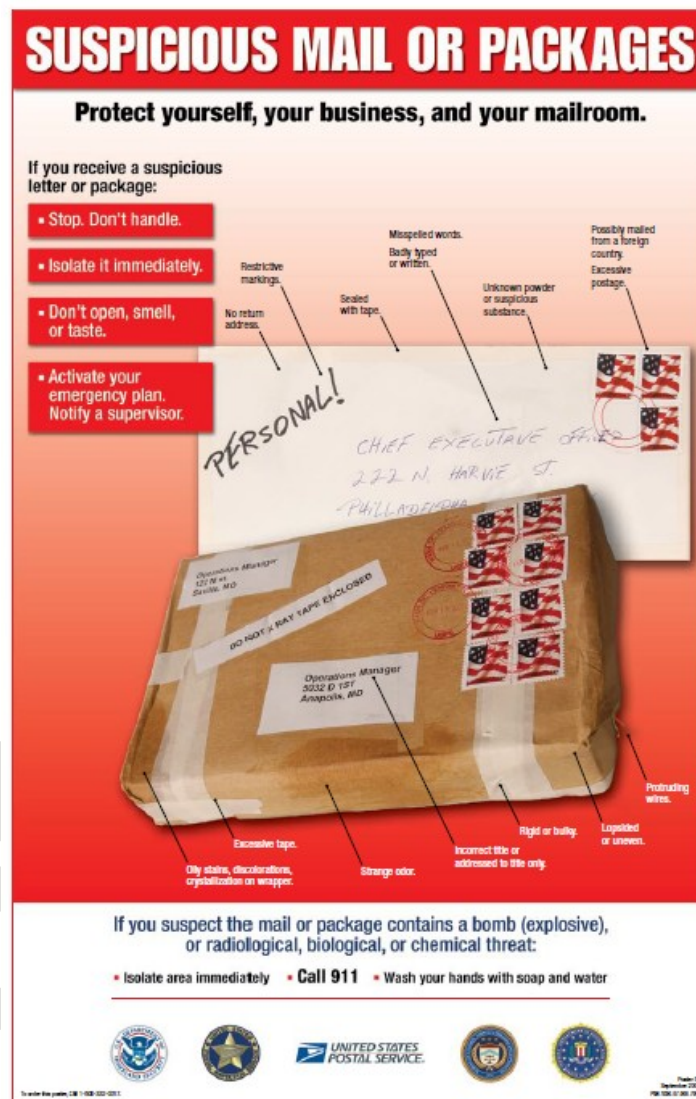 SUSPICIOUS MAIL OR PACKAGES
Protect yourself, your business, and your mailroom.
If you receive a suspicious
letter or package:
▪ Stop. Don't handle.
▪ Isolate it immediately.
▪ Don't open, smell,
or taste.
▪ Activate your
emergency plan.
Notify a supervisor.
No return
address.
Restrictive
markings.
Sealed
with tape.
Misspelled words.
Badly typed
or written.
Unknown powder
or suspicious
substance.
Possibly mailed
from a foreign
country.
Excessive
postage.
PERSONAL!
CHIEF EXECUTAVE OFFICER
222 N. HARVIE ST.
PHILLADELPHA
Operations Manager
Saville, MO
DO NOT X RAY TAPE ENCLOSED
Operations Manager
5032 D 1ST
Anapolis, MD
Oily stains, discolorations,
crystallization on wrapper.
Excessive tape.
Strange odor.
Incorrect title or
addressed to title only.
Rigid or bulky.
Lopsided
or uneven.
Protruding
wires.
If you suspect the mail or package contains a bomb (explosive),
or radiological, biological, or chemical threat:
▪ Isolate area immediately ▪ Call 911 ▪ Wash your hands with soap and water
UNITED STATES
POSTAL SERVICE